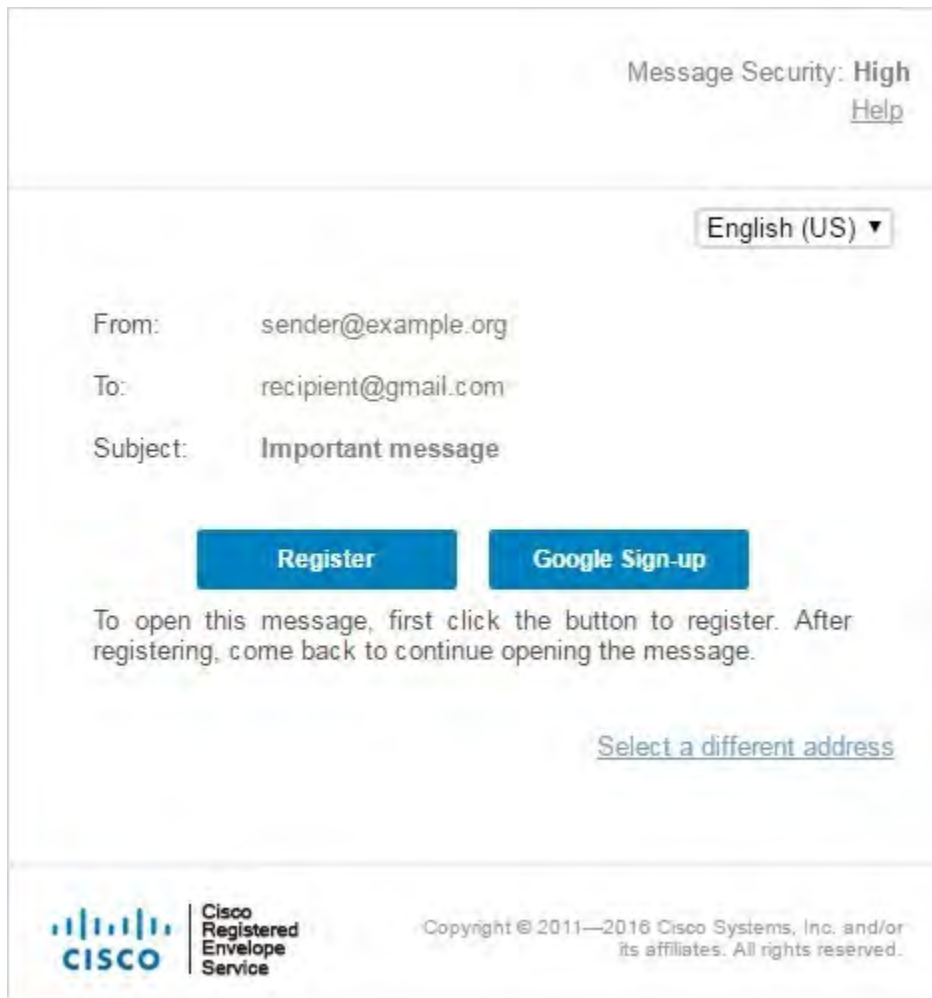 Message Security: High
Help
English (US)
From: sender@example.org
To: recipient@gmail.com
Subject: Important message
Register Google Sign-up
To open this message, first click the button to register. After
registering, come back to continue opening the message.
Select a different address
CISCO
Cisco
Registered
Envelope
Service
Copyright © 2011—2016 Cisco Systems, Inc. and/or
its affiliates. All rights reserved.